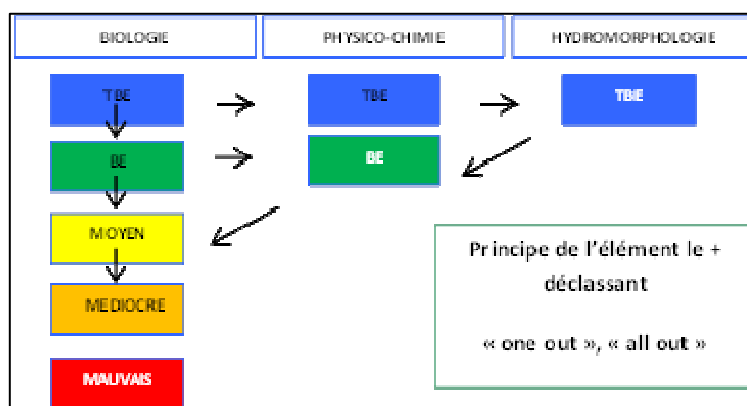 BIOLOGIE
PHYSICO-CHIMIE
HYDROMORPHOLOGIE
TBE
TBE
TBE
BE
BE
MOYEN
MEDIOCRE
MAUVAIS
Principe de l'élément le +
déclassant
« one out », « all out »